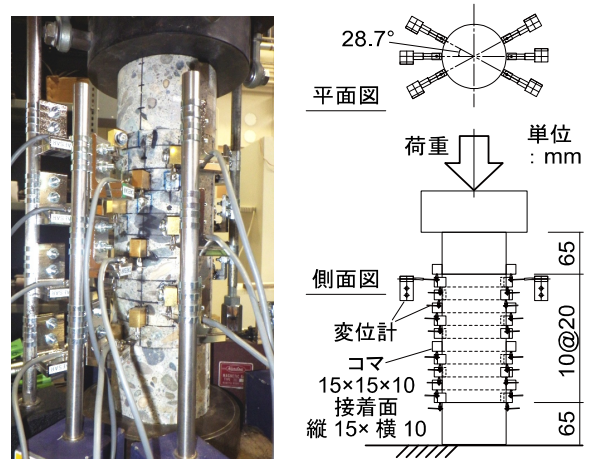 28.7°
平面図
荷重
単位
: mm
65
側面図
変位計
10@20
コマ
15×15×10
接着面
縦 15× 横 10
65